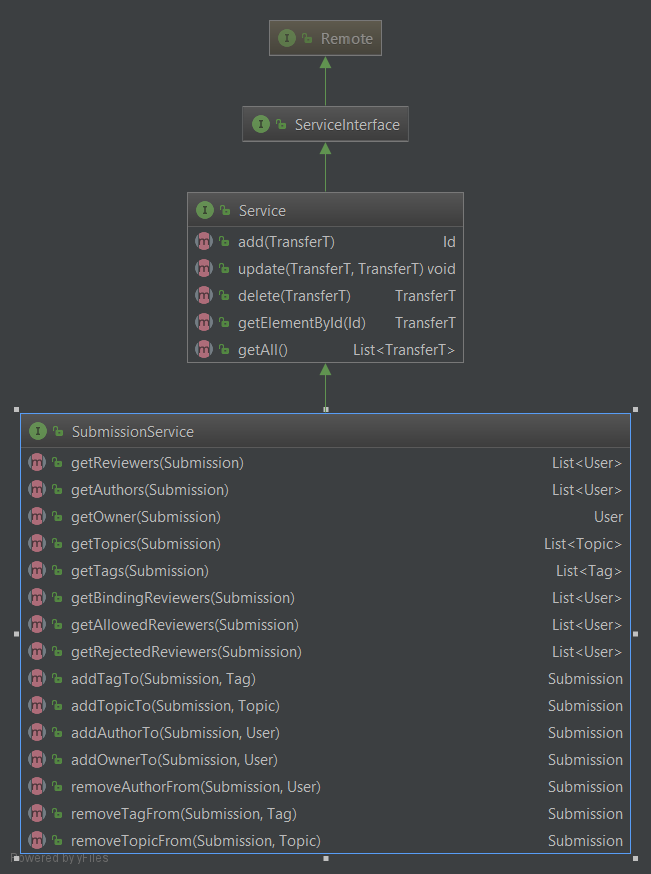 I Remote
I ServiceInterface
I Service
m add(TransferT) Id
m update(TransferT, TransferT) void
m delete(TransferT) TransferT
m getElementById(Id) TransferT
m getAll() List<TransferT>
I SubmissionService
m getReviewers(Submission) List<User>
m getAuthors(Submission) List<User>
m getOwner(Submission) User
m getTopics(Submission) List<Topic>
m getTags(Submission) List<Tag>
m getBindingReviewers(Submission) List<User>
m getAllowedReviewers(Submission) List<User>
m getRejectedReviewers(Submission) List<User>
m addTagTo(Submission, Tag) Submission
m addTopicTo(Submission, Topic) Submission
m addAuthorTo(Submission, User) Submission
m addOwnerTo(Submission, User) Submission
m removeAuthorFrom(Submission, User) Submission
m removeTagFrom(Submission, Tag) Submission
m removeTopicFrom(Submission, Topic) Submission
Powered by yFiles